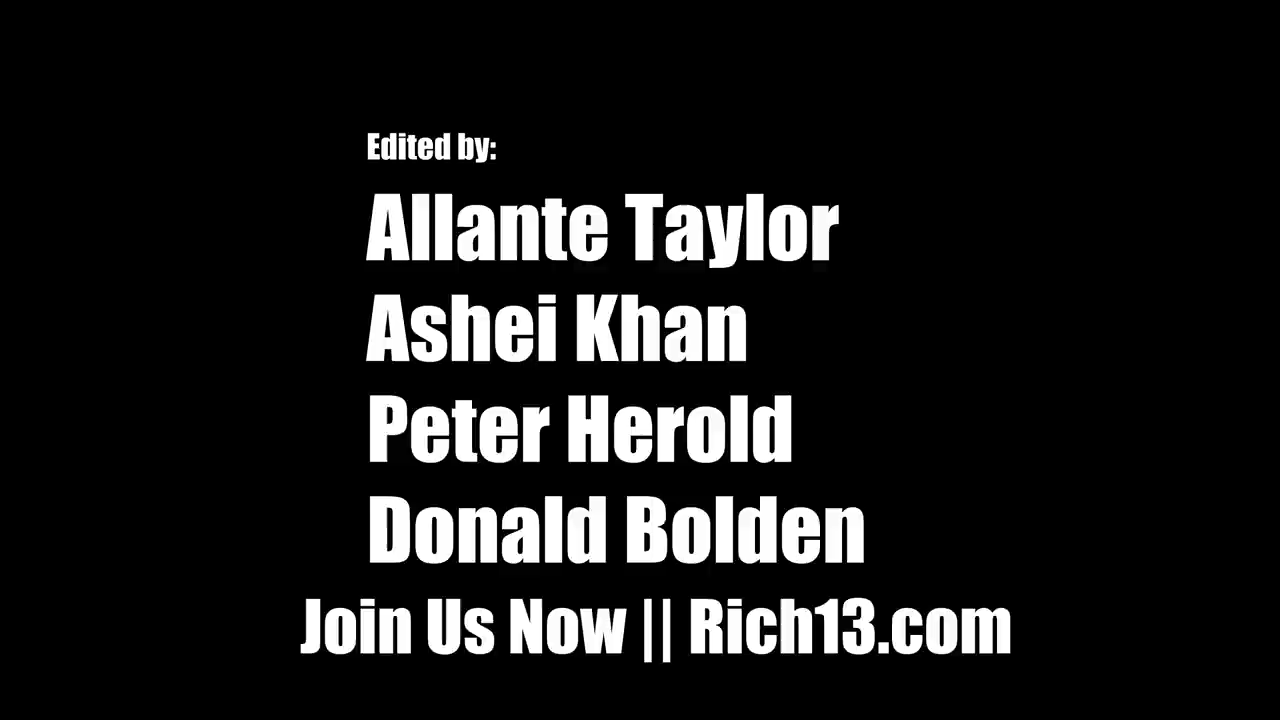 Edited by:
Allante Taylor
Ashei Khan
Peter Herold
Donald Bolden
Join Us Now || Rich13.com